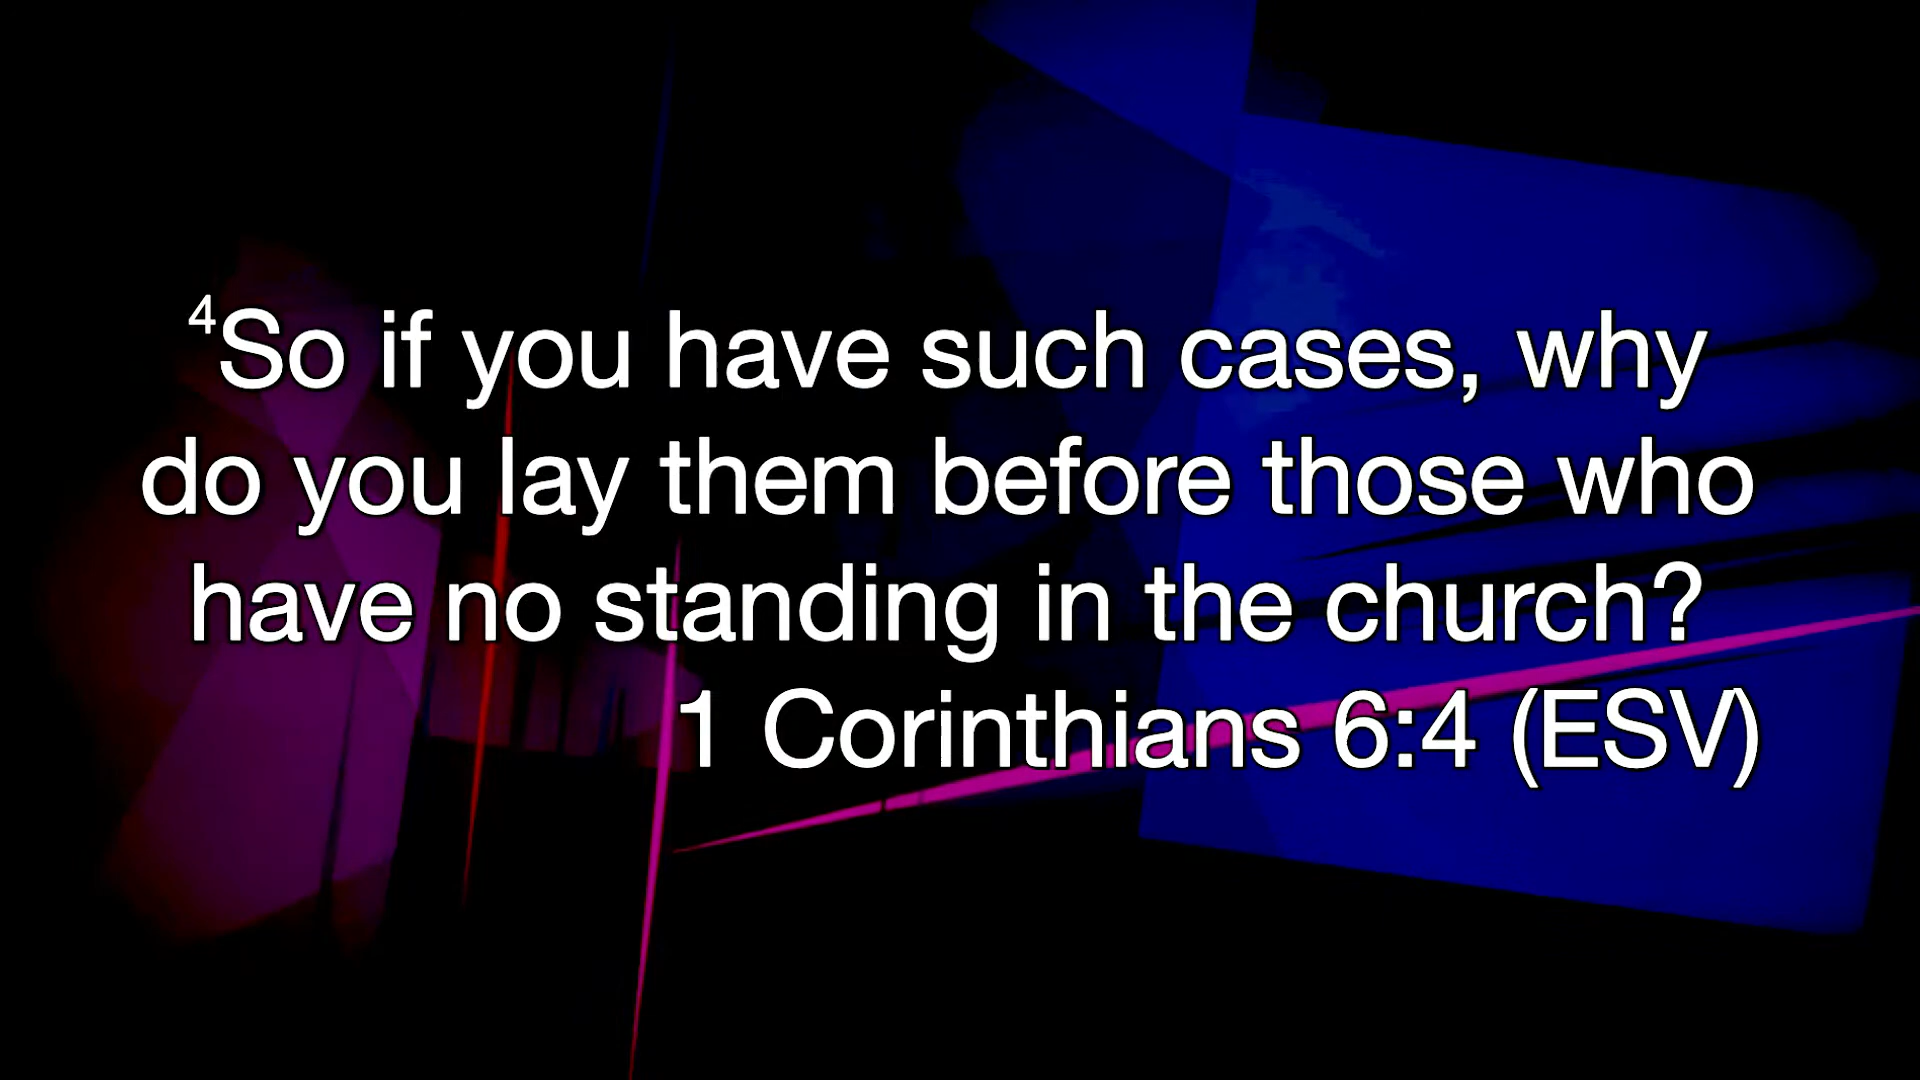 4So if you have such cases, why
do you lay them before those who
have no standing in the church?
1 Corinthians 6:4 (ESV)